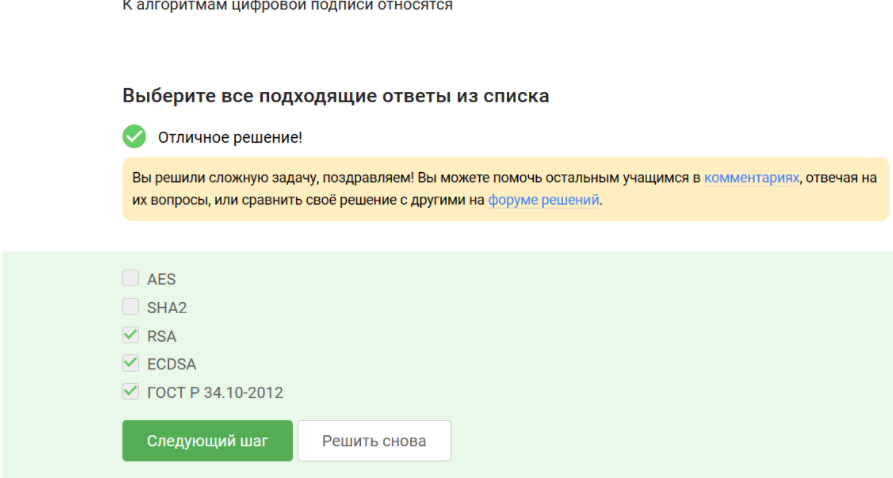 К алгоритмам цифровой подписи относятся
Выберите все подходящие ответы из списка
Отличное решение!
Вы решили сложную задачу, поздравляем! Вы можете помочь остальным учащимся в комментариях, отвечая на
их вопросы, или сравнить своё решение с другими на форуме решений.
AES
SHA2
RSA
ECDSA
ГОСТ Р 34.10-2012
Следующий шаг Решить снова